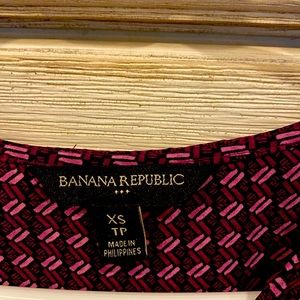 BANANA REPUBLIC
XS
TP
MADE IN
PHILIPPINES